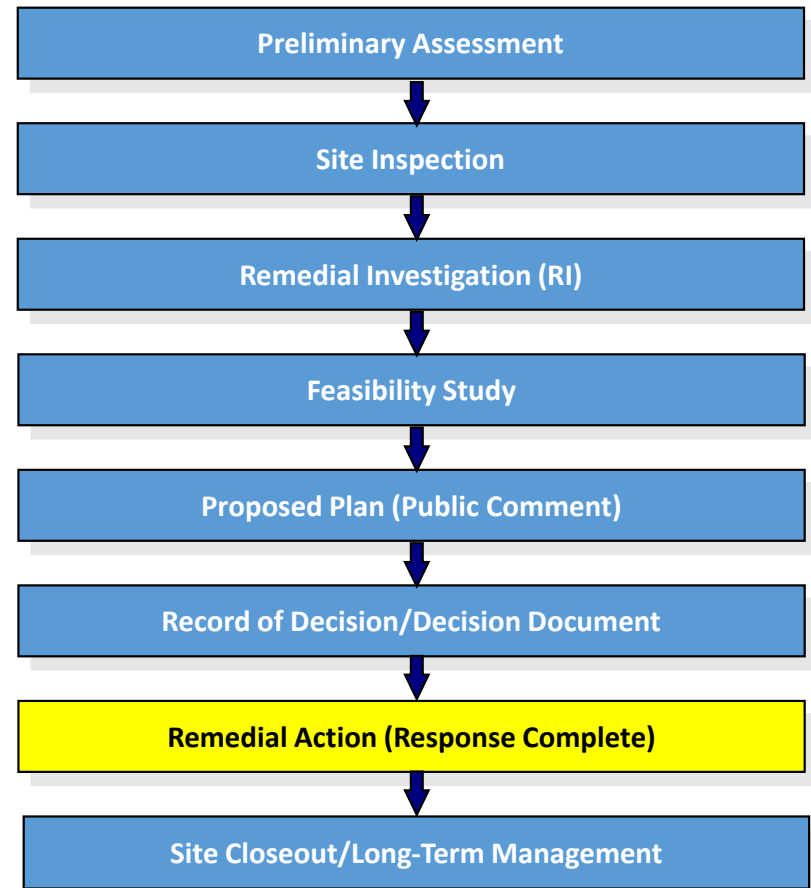 Preliminary Assessment
Site Inspection
Remedial Investigation (RI)
Feasibility Study
Proposed Plan (Public Comment)
Record of Decision/Decision Document
Remedial Action (Response Complete)
Site Closeout/Long-Term Management